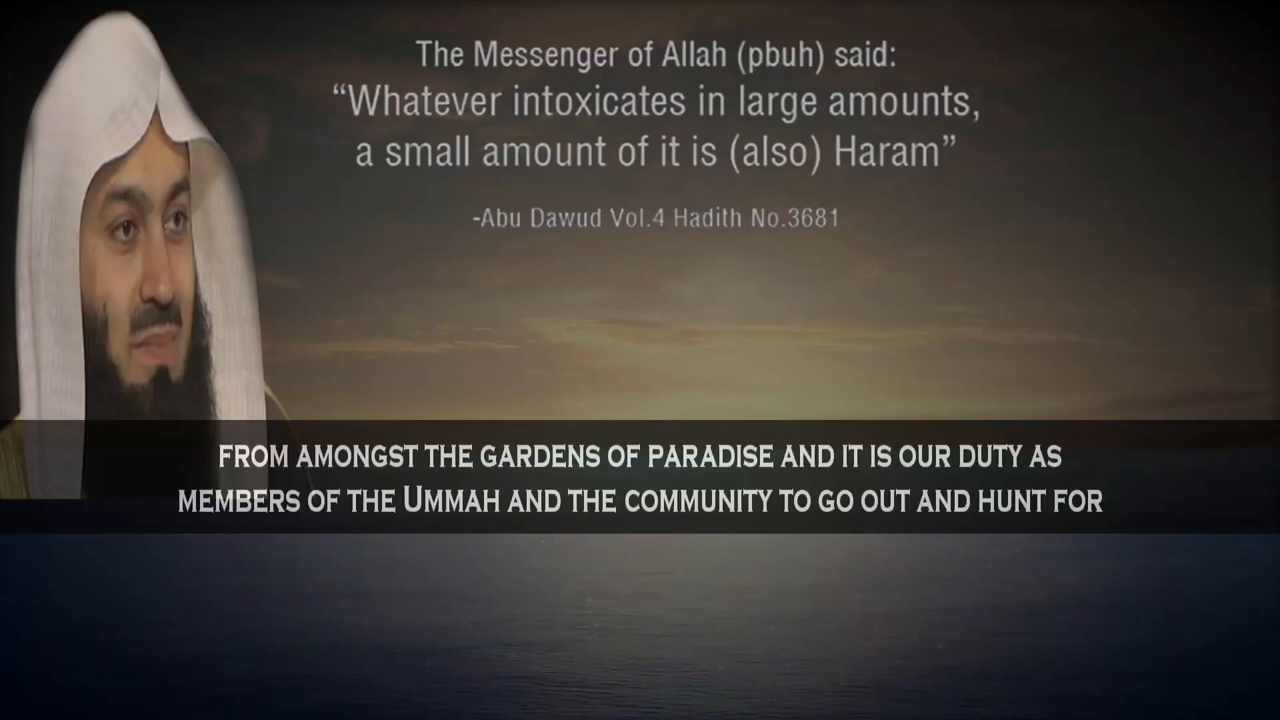 The Messenger of Allah (pbuh) said:
“Whatever intoxicates in large amounts,
a small amount of it is (also) Haram”
-Abu Dawud Vol.4 Hadith No.3681
FROM AMONGST THE GARDENS OF PARADISE AND IT IS OUR DUTY AS
MEMBERS OF THE UMMAH AND THE COMMUNITY TO GO OUT AND HUNT FOR